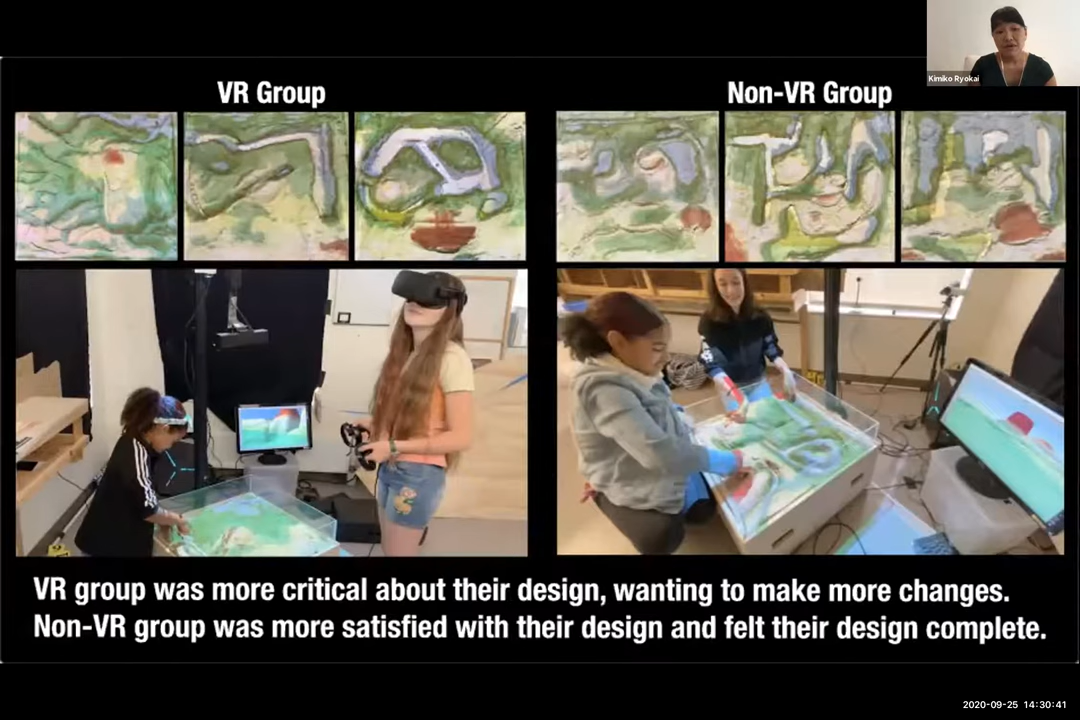 Kimiko Ryokai
VR Group
Non-VR Group
VR group was more critical about their design, wanting to make more changes.
Non-VR group was more satisfied with their design and felt their design complete.
2020-09-25 14:30:41